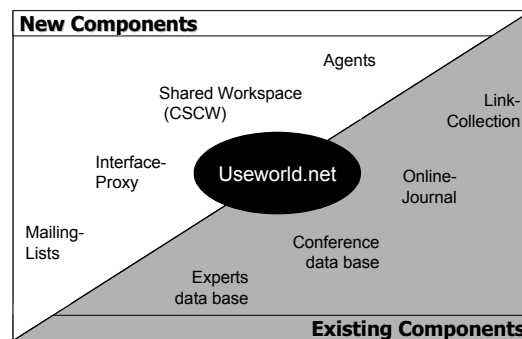 New Components
Agents
Shared Workspace
(CSCW)
Link-
Collection
Interface-
Proxy
Useworld.net
Online-
Journal
Mailing-
Lists
Conference
data base
Experts
data base
Existing Components